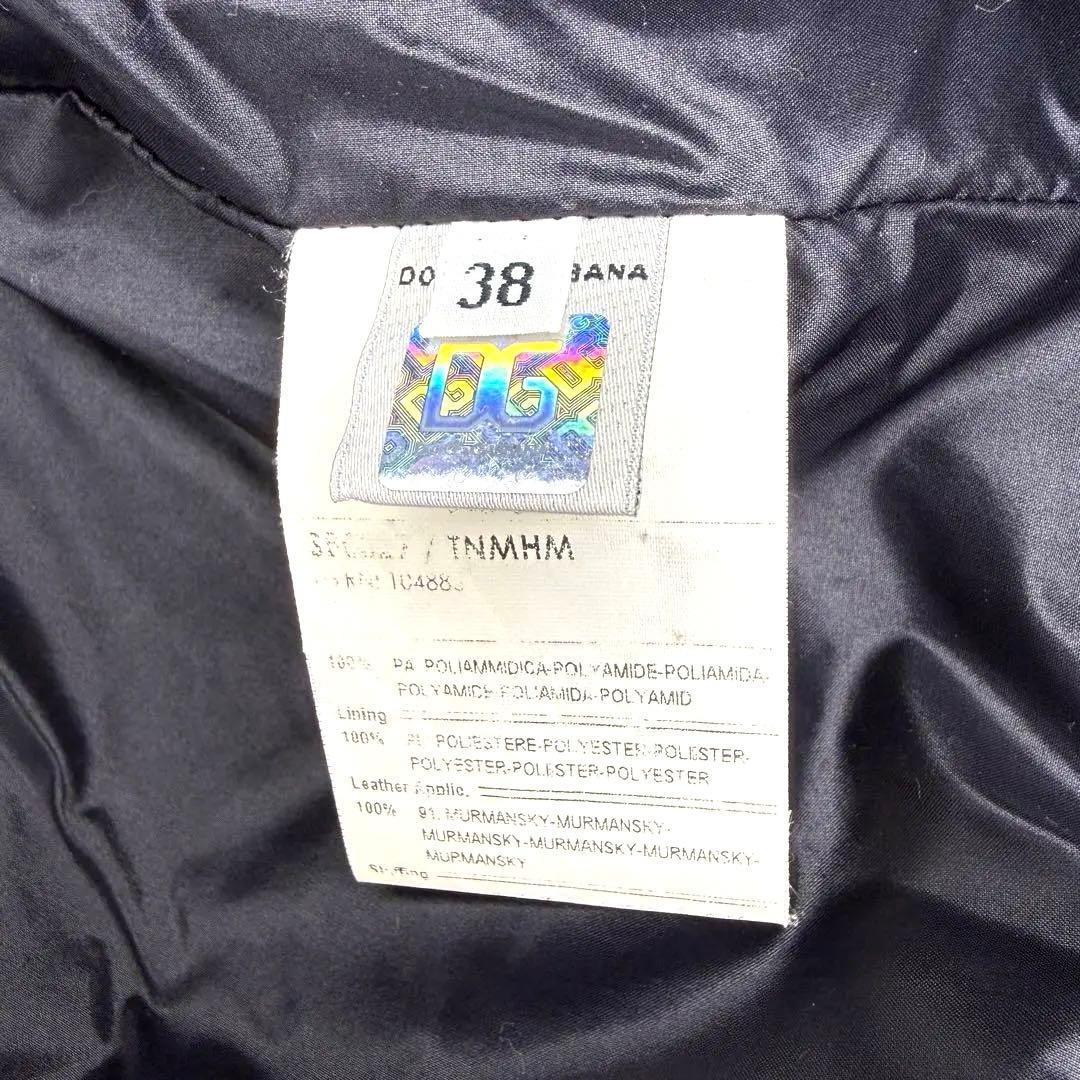 38
DG
/ TNMHM
100% PA POLIAMMIDICA-POLYAMIDE-POLIAMIDA-
POLYAMIDE-POLIAMIDA-POLYAMID
Lining
100% POLIESTERE-POLYESTER-POLIESTER-
POLYESTER-POLIESTER-POLYESTER
Leather Applic.
100% 91 MURMANSKY-MURMANSKY-
MURMANSKY-MURMANSKY-MURMANSKY-
MURMANSKY
Stuffing